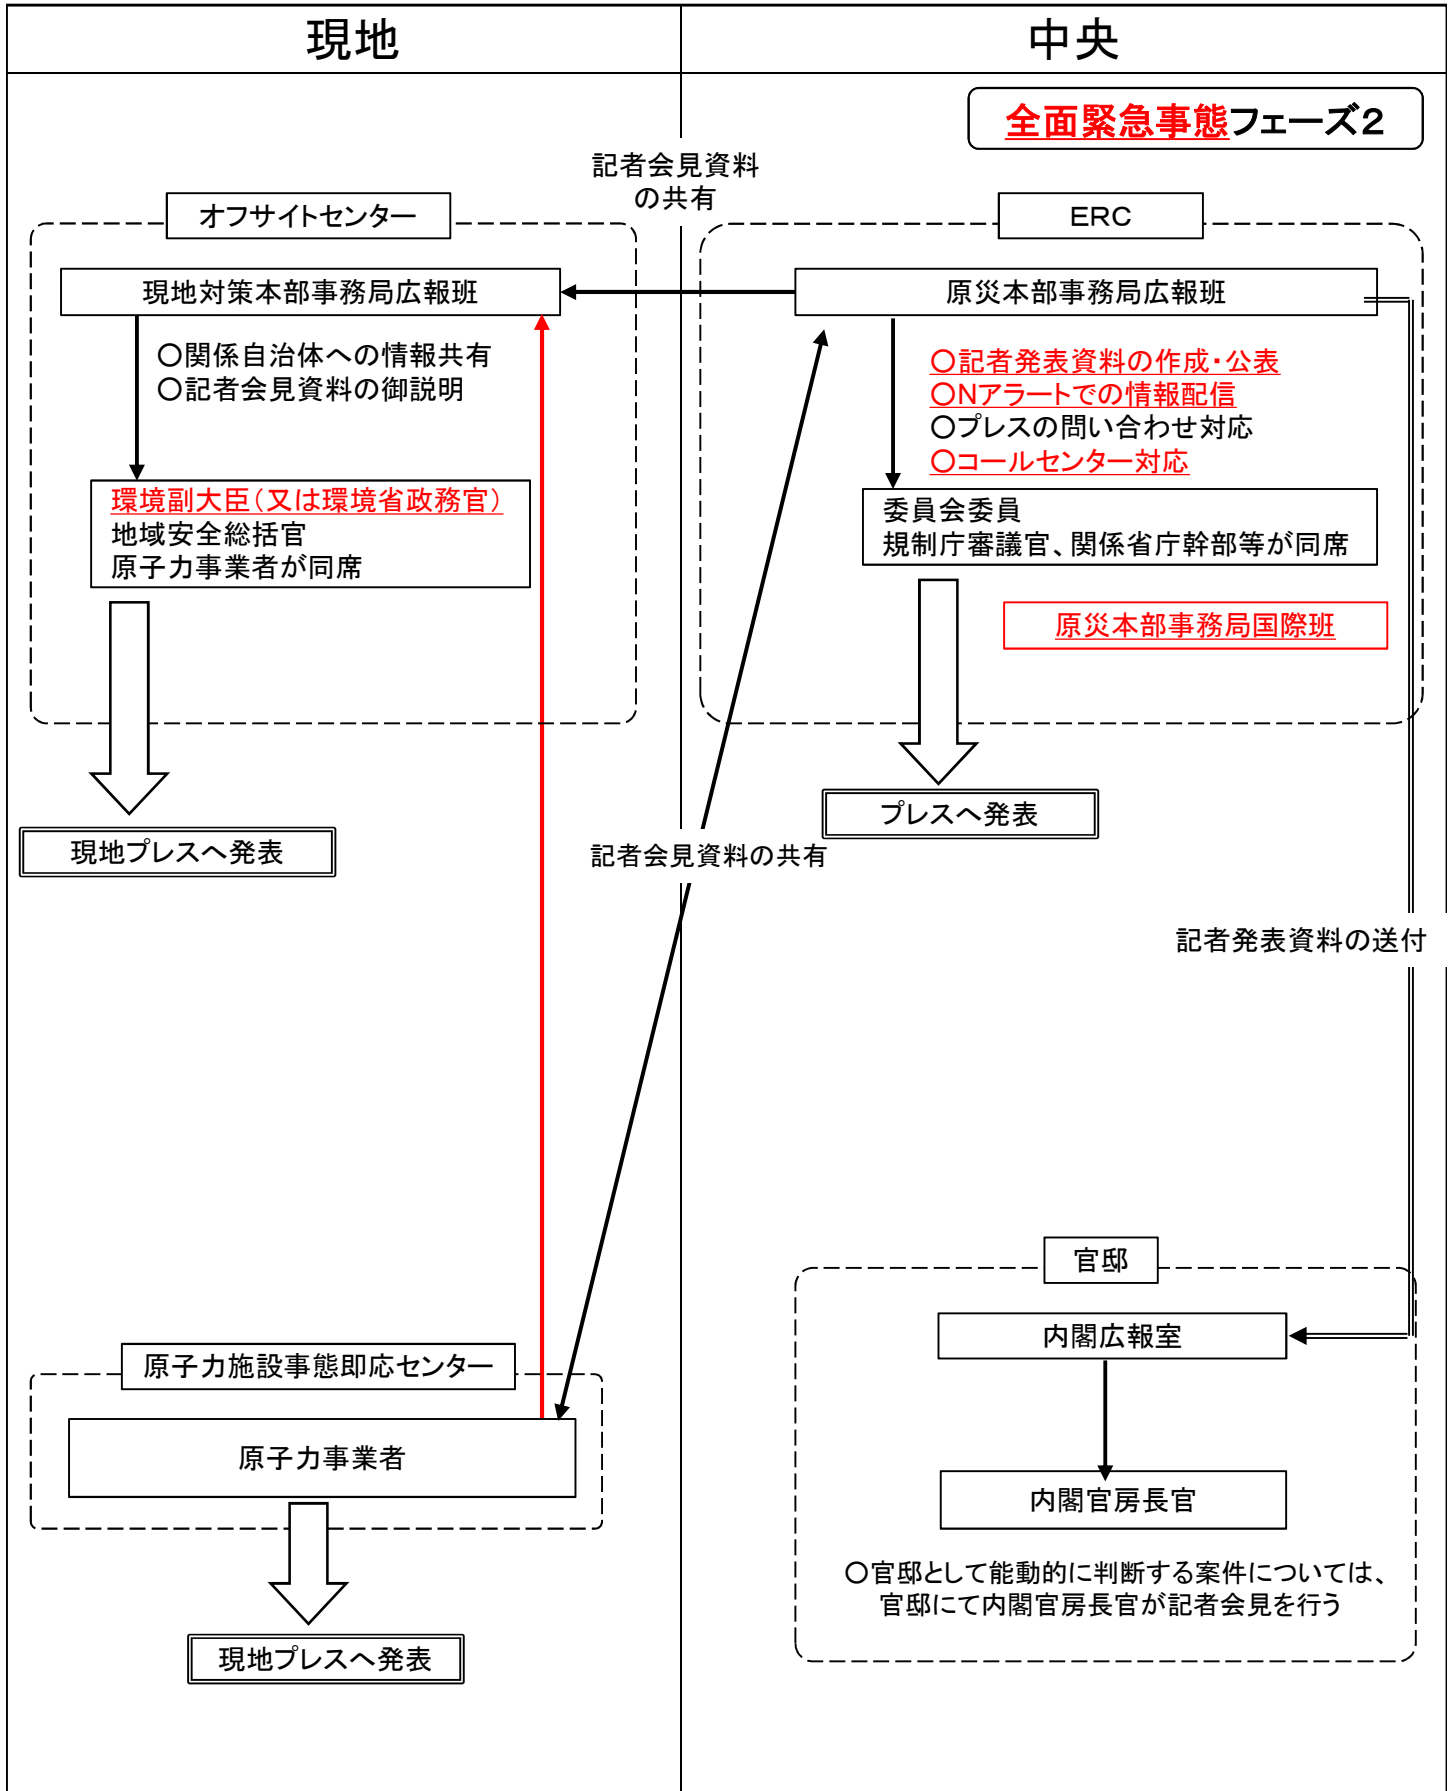 現地
中央
全面緊急事態フェーズ2
記者会見資料
の共有
オフサイトセンター
ERC
現地対策本部事務局広報班
原災本部事務局広報班
〇関係自治体への情報共有
〇記者会見資料の御説明
〇記者発表資料の作成・公表
〇Nアラートでの情報配信
〇プレスの問い合わせ対応
〇コールセンター対応
環境副大臣(又は環境省政務官)
地域安全総括官
原子力事業者が同席
委員会委員
規制庁審議官、関係省庁幹部等が同席
原災本部事務局国際班
プレスへ発表
現地プレスへ発表
記者会見資料の共有
記者発表資料の送付
官邸
内閣広報室
原子力施設事態即応センター
原子力事業者
内閣官房長官
〇官邸として能動的に判断する案件については、
官邸にて内閣官房長官が記者会見を行う
現地プレスへ発表